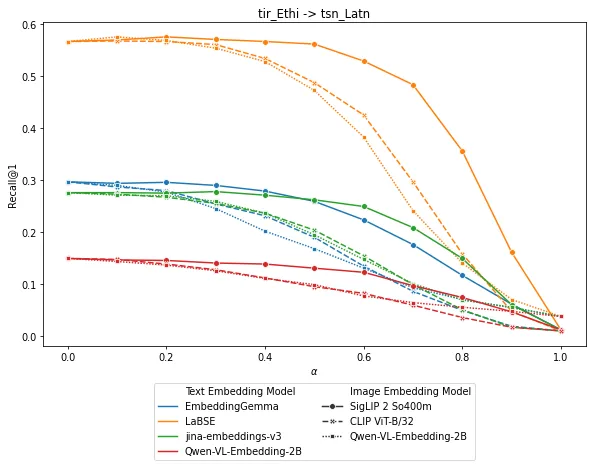 tir_Ethi -> tsn_Latn
Recall@1
0.6
0.5
0.4
0.3
0.2
0.1
0.0
0.0 0.2 0.4 0.6 0.8 1.0
α
Text Embedding Model
EmbeddingGemma
LaBSE
jina-embeddings-v3
Qwen-VL-Embedding-2B
Image Embedding Model
SigLIP 2 So400m
CLIP ViT-B/32
Qwen-VL-Embedding-2B